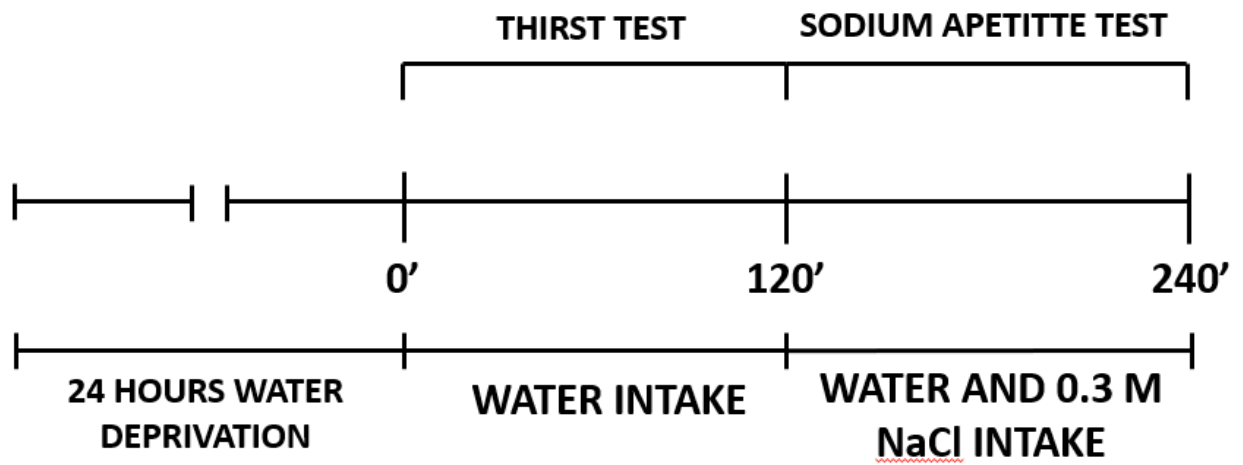 THIRST TEST
SODIUM APETITTE TEST
0’
120’
240’
24 HOURS WATER
DEPRIVATION
WATER INTAKE
WATER AND 0.3 M
NaCl INTAKE